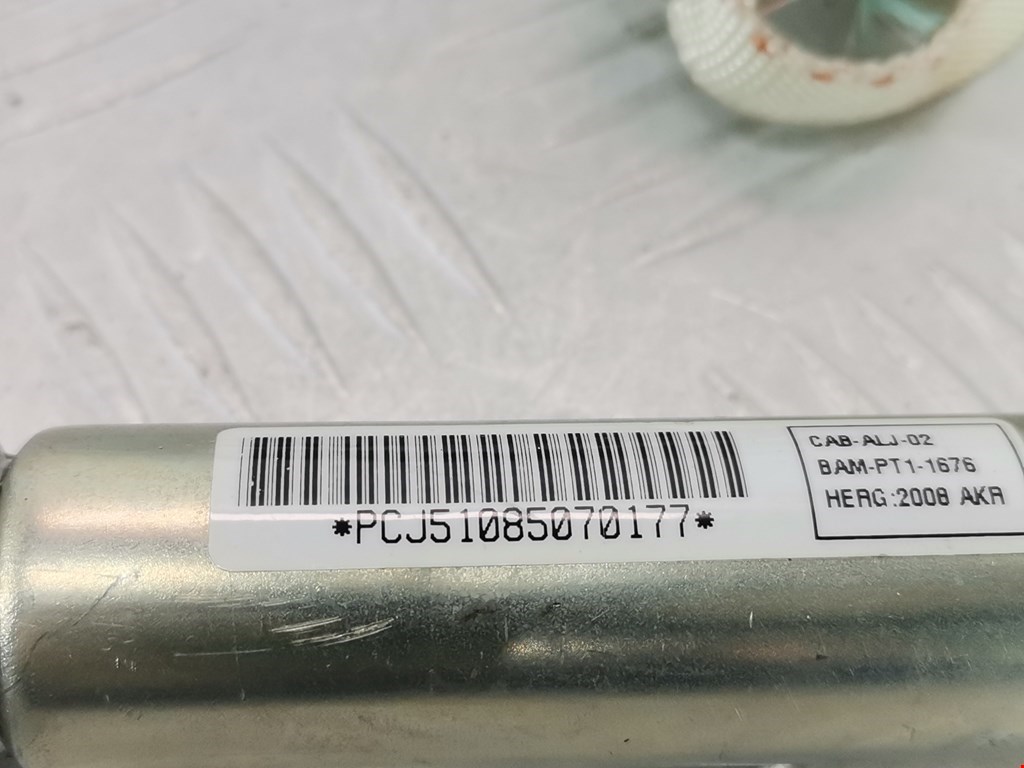 *PCJ51085070177*
CAB-ALJ-02
BAM-PT1-1676
HERG:2008 AKR